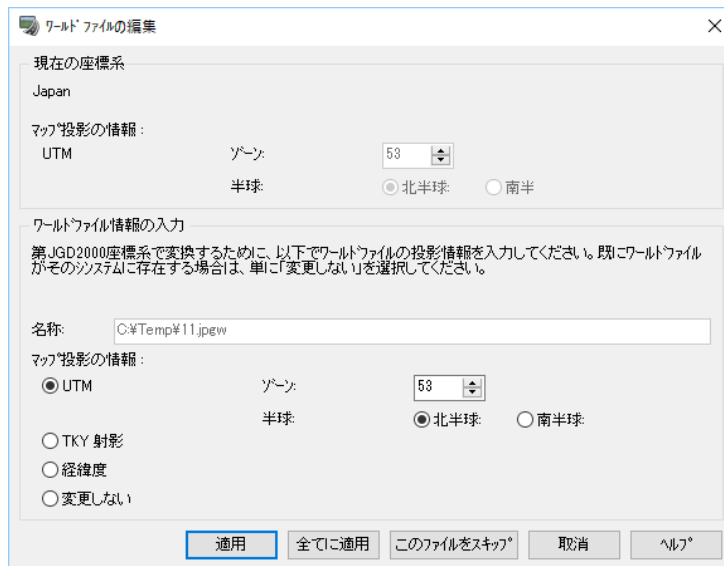 ワールドファイルの編集
現在の座標系
Japan
マップ投影の情報:
UTM ゾーン: 53
半球: 北半球: 南半
ワールドファイル情報の入力
第JGD2000座標系で変換するために、以下でワールドファイルの投影情報を入力してください。既にワールドファイル
がそのシステムに存在する場合は、単に「変更しない」を選択してください。
名称: C:¥Temp¥11.jpgw
マップ投影の情報:
UTM ゾーン: 53
半球: 北半球: 南半球:
TKY 射影
経緯度
変更しない
適用 全てに適用 このファイルをスキップ 取消 ヘルプ